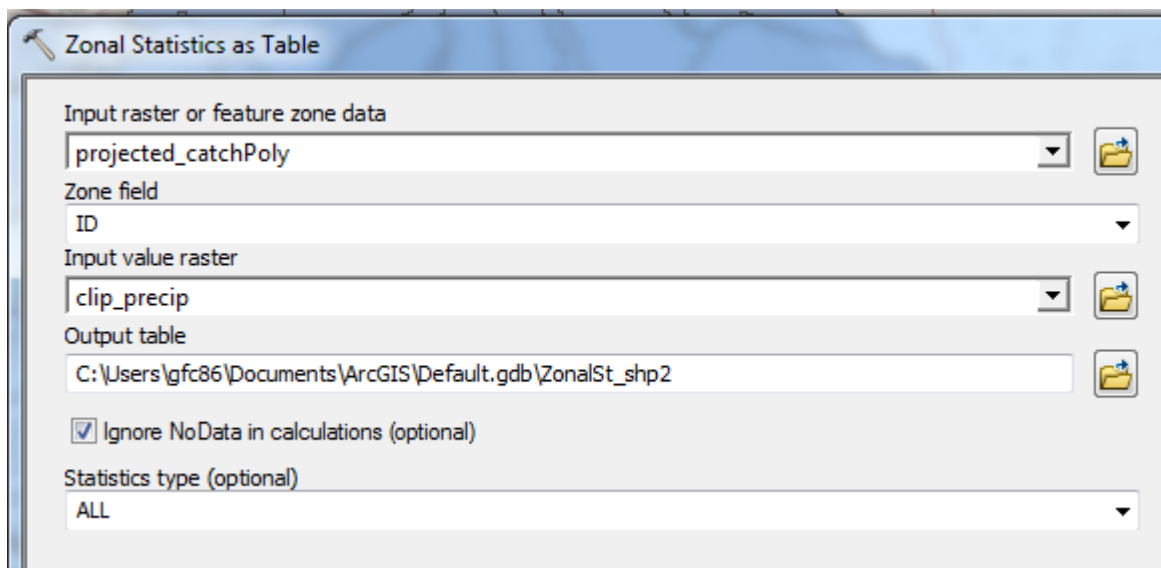 Zonal Statistics as Table
Input raster or feature zone data
projected_catchPoly
Zone field
ID
Input value raster
clip_precip
Output table
C:\Users\gfc86\Documents\ArcGIS\Default.gdb\ZonalSt_shp2
Ignore NoData in calculations (optional)
Statistics type (optional)
ALL